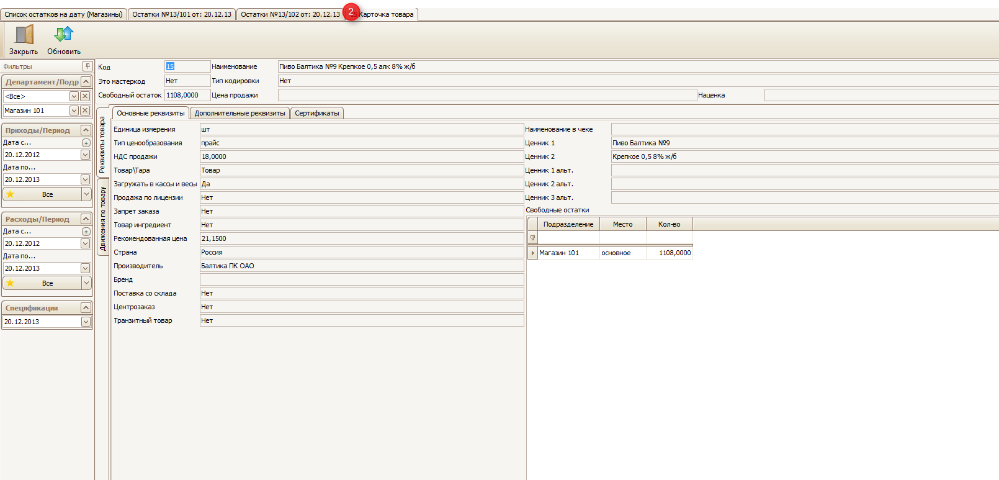 Список остатков на дату (Магазины) Остатки №13/101 от: 20.12.13 Остатки №13/102 от: 20.12.13 2 Карточка товара
Закрыть Обновить
Фильтры
Департамент/Подр
<Все>
Магазин 101
Приходы/Период
Дата с...
20.12.2012
Дата по...
20.12.2013
Все
Расходы/Период
Дата с...
20.12.2012
Дата по...
20.12.2013
Все
Спецификации
20.12.2013
Код 15 Наименование Пиво Балтика №9 Крепкое 0,5 алк 8% ж/б
Это мастеркод Нет Тип кодировки Нет
Свободный остаток 1108,0000 Цена продажи Наценка
Реквизиты товара
Движения по товару
Основные реквизиты Дополнительные реквизиты Сертификаты
Единица измерения шт
Тип ценообразования прайс
НДС продажи 18,0000
Товар\Тара Товар
Загружать в кассы и весы Да
Продажа по лицензии Нет
Запрет заказа Нет
Товар ингредиент Нет
Рекомендованная цена 21,1500
Страна Россия
Производитель Балтика ПК ОАО
Бренд
Поставка со склада Нет
Центрозаказ Нет
Транзитный товар Нет
Наименование в чеке
Ценник 1 Пиво Балтика №9
Ценник 2 Крепкое 0,5 8% ж/б
Ценник 1 альт.
Ценник 2 альт.
Ценник 3 альт.
Свободные остатки
Подразделение Место Кол-во
Магазин 101 основное 1108,0000